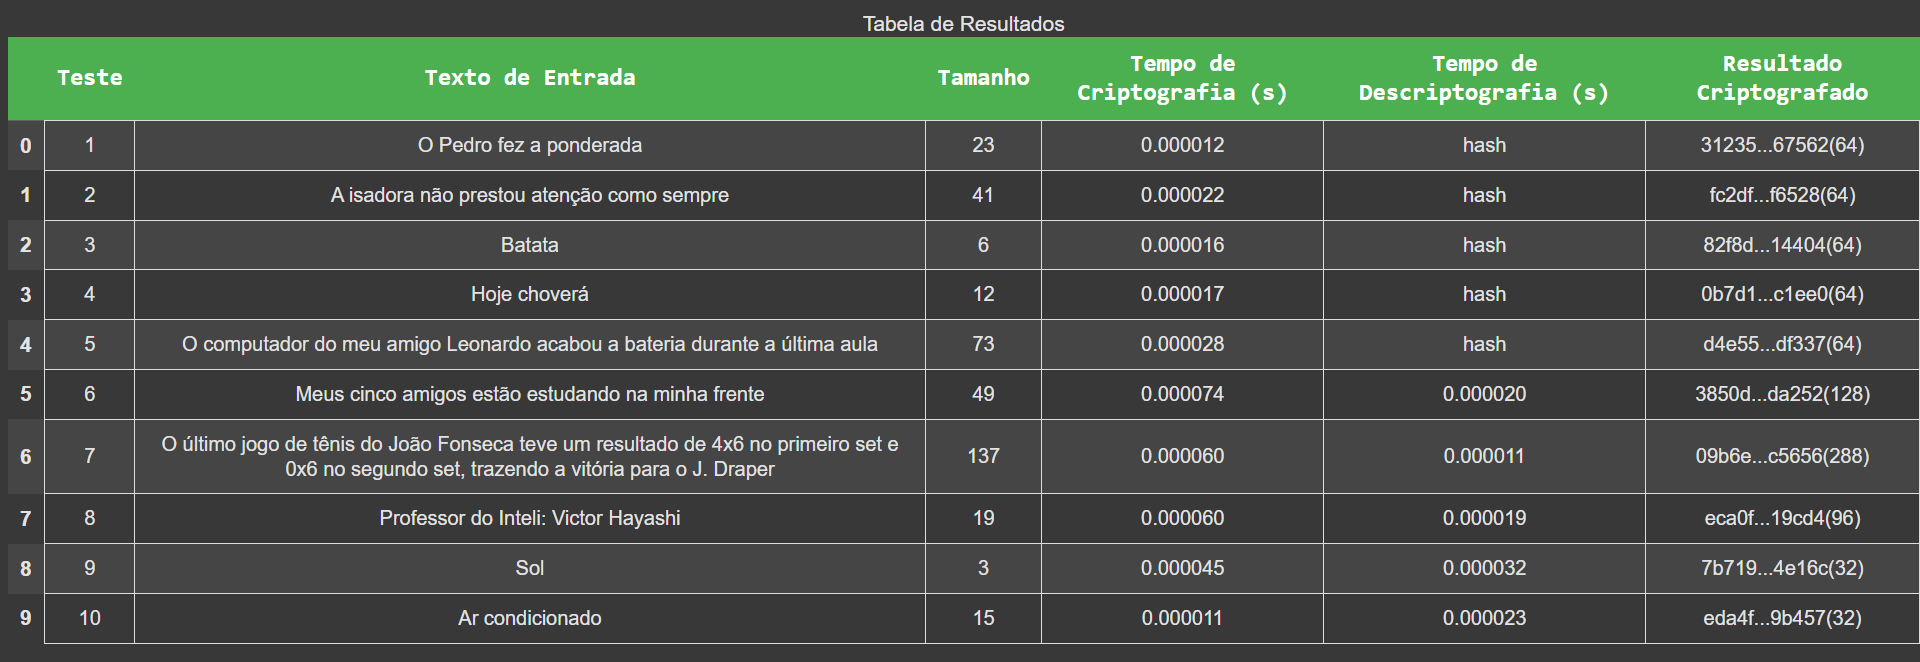 Tabela de Resultados
Teste Texto de Entrada Tamanho Tempo de Criptografia (s) Tempo de Descriptografia (s) Resultado Criptografado
0 1 O Pedro fez a ponderada 23 0.000012 hash 31235...67562(64)
1 2 A isadora não prestou atenção como sempre 41 0.000022 hash fc2df...f6528(64)
2 3 Batata 6 0.000016 hash 82f8d...14404(64)
3 4 Hoje choverá 12 0.000017 hash 0b7d1...c1ee0(64)
4 5 O computador do meu amigo Leonardo acabou a bateria durante a última aula 73 0.000028 hash d4e55...df337(64)
5 6 Meus cinco amigos estão estudando na minha frente 49 0.000074 0.000020 3850d...da252(128)
6 7 O último jogo de tênis do João Fonseca teve um resultado de 4x6 no primeiro set e
0x6 no segundo set, trazendo a vitória para o J. Draper 137 0.000060 0.000011 09b6e...c5656(288)
7 8 Professor do Inteli: Victor Hayashi 19 0.000060 0.000019 eca0f...19cd4(96)
8 9 Sol 3 0.000045 0.000032 7b719...4e16c(32)
9 10 Ar condicionado 15 0.000011 0.000023 eda4f...9b457(32)